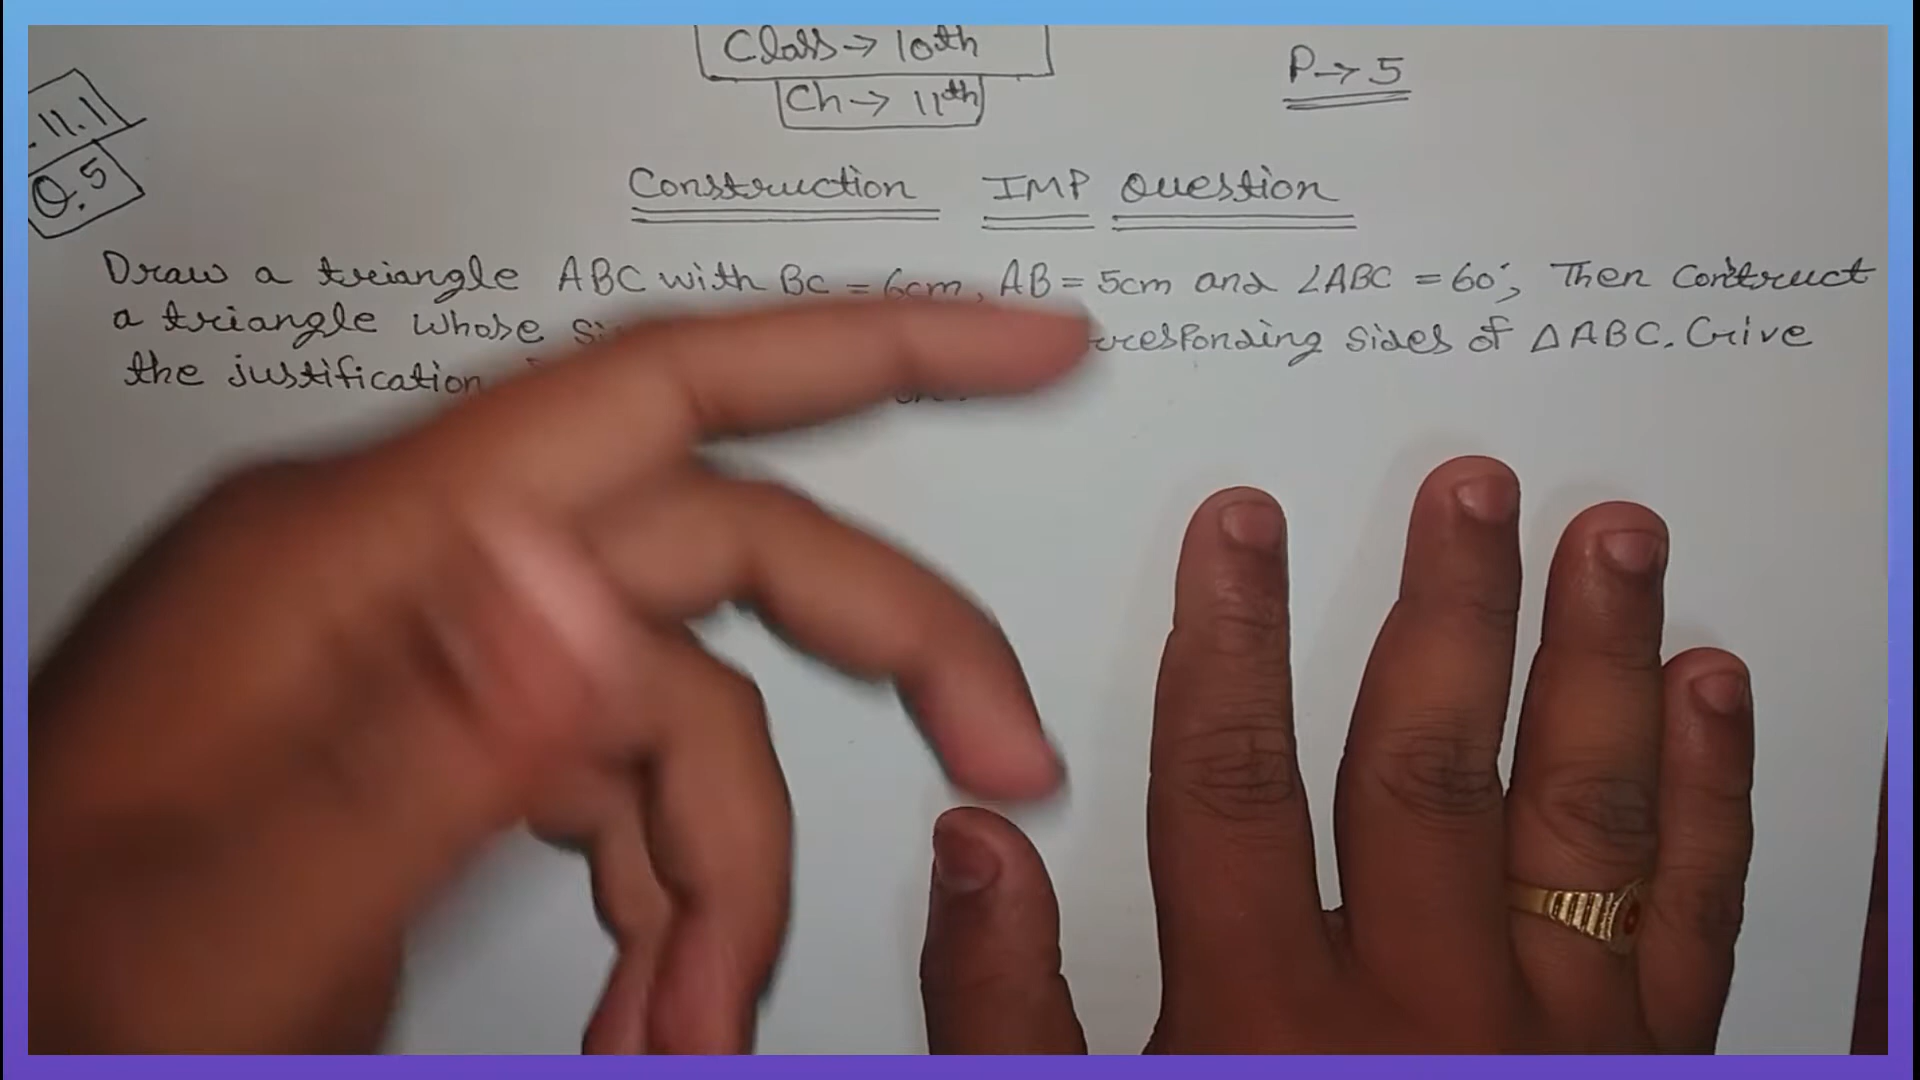 Class → 10th
Ch → 11th
P → 5
11.1
Q.5
Construction IMP Question
Draw a triangle ABC with BC = 6cm, AB = 5cm and ∠ABC = 60°, Then Construct
a triangle whose sides of ΔABC. Give
the justification